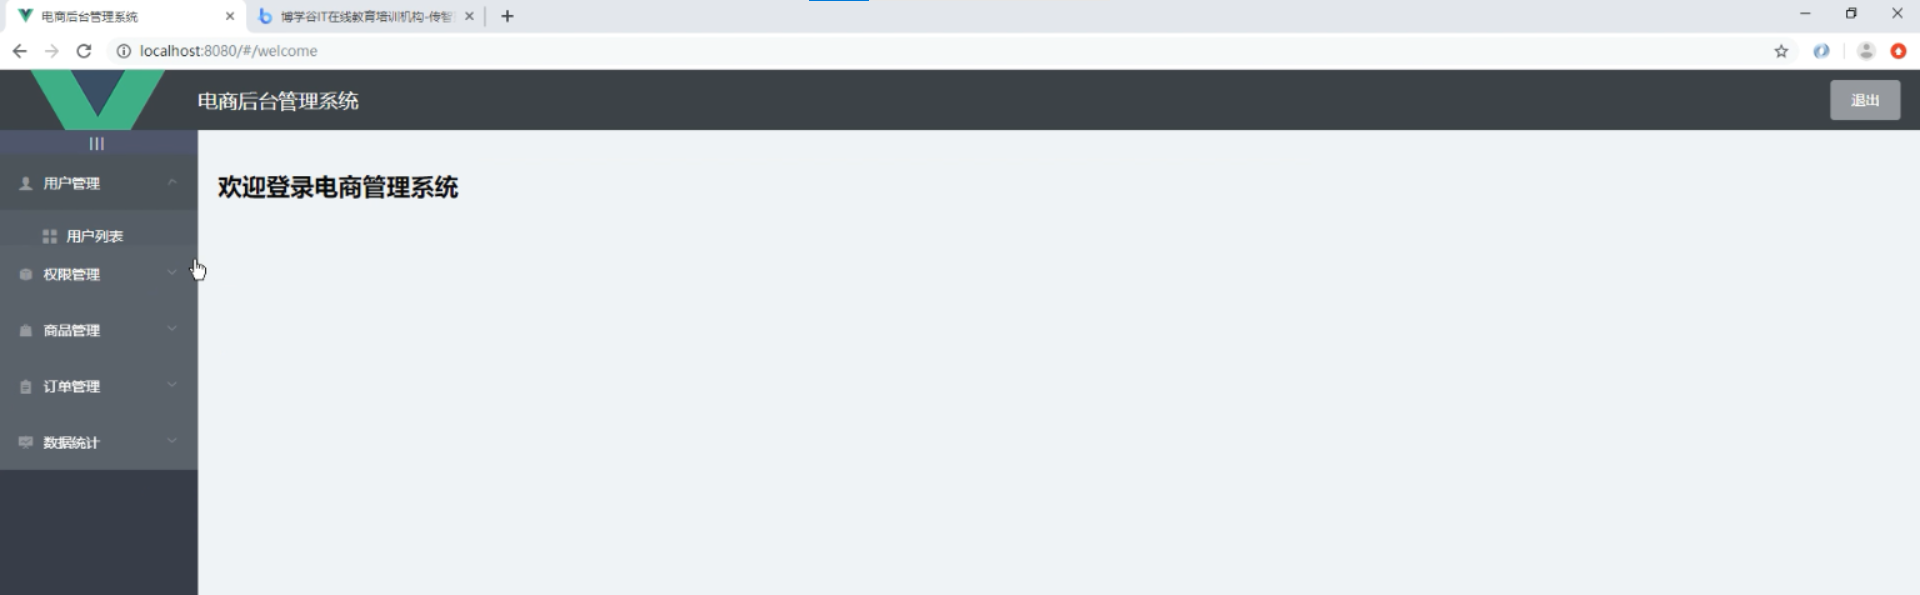 电商后台管理系统
博学谷IT在线教育培训机构-传智
localhost:8080/#/welcome
电商后台管理系统
退出
|||
欢迎登录电商管理系统
用户管理
用户列表
权限管理
商品管理
订单管理
数据统计